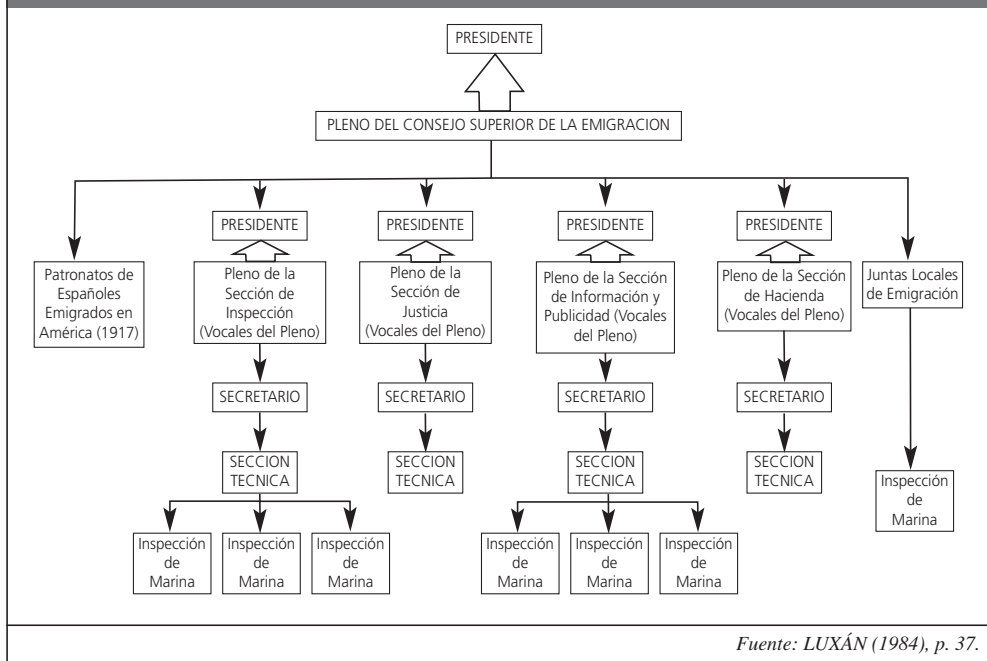 PRESIDENTE
PLENO DEL CONSEJO SUPERIOR DE LA EMIGRACION
Patronatos de
Españoles
Emigrados en
América (1917)
PRESIDENTE
Pleno de la
Sección de
Inspección
(Vocales del Pleno)
SECRETARIO
SECCION
TECNICA
Inspección
de
Marina
Inspección
de
Marina
Inspección
de
Marina
PRESIDENTE
Pleno de la
Sección de
Justicia
(Vocales del Pleno)
SECRETARIO
SECCION
TECNICA
PRESIDENTE
Pleno de la Sección
de Información y
Publicidad (Vocales
del Pleno)
SECRETARIO
SECCION
TECNICA
Inspección
de
Marina
Inspección
de
Marina
Inspección
de
Marina
PRESIDENTE
Pleno de la Sección
de Hacienda
(Vocales del Pleno)
SECRETARIO
SECCION
TECNICA
Juntas Locales
de Emigración
Inspección
de
Marina
Fuente: LUXÁN (1984), p. 37.